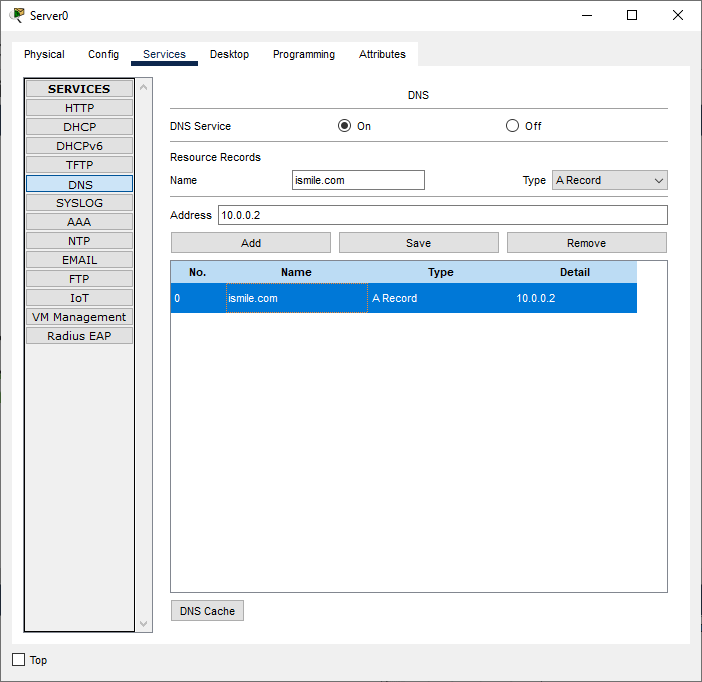 Server0
Physical Config Services Desktop Programming Attributes
SERVICES
HTTP
DHCP
DHCPv6
TFTP
DNS
SYSLOG
AAA
NTP
EMAIL
FTP
IoT
VM Management
Radius EAP
DNS
DNS Service On Off
Resource Records
Name ismile.com Type A Record
Address 10.0.0.2
Add Save Remove
No. Name Type Detail
0 ismile.com A Record 10.0.0.2
DNS Cache
Top